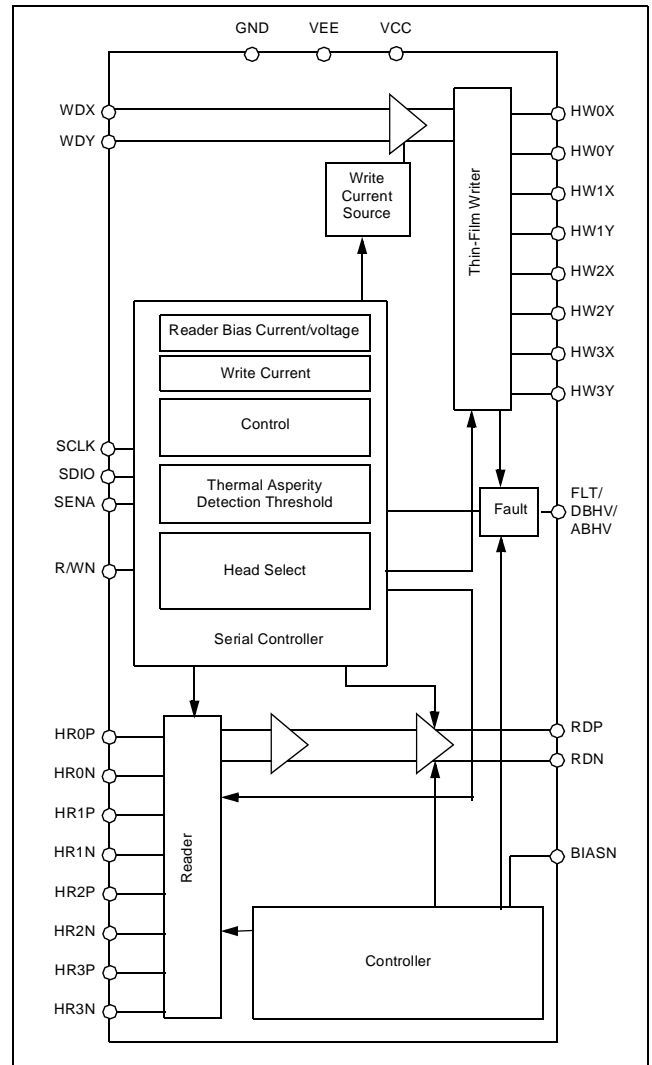 GND VEE VCC
WDX
WDY
HW0X
HW0Y
HW1X
HW1Y
HW2X
HW2Y
HW3X
HW3Y
Write
Current
Source
Thin-Film Writer
Reader Bias Current/voltage
Write Current
Control
Thermal Asperity
Detection Threshold
Head Select
Serial Controller
SCLK
SDIO
SENA
R/WN
Fault
FLT/
DBHV/
ABHV
HR0P
HR0N
HR1P
HR1N
HR2P
HR2N
HR3P
HR3N
Reader
RDP
RDN
BIASN
Controller